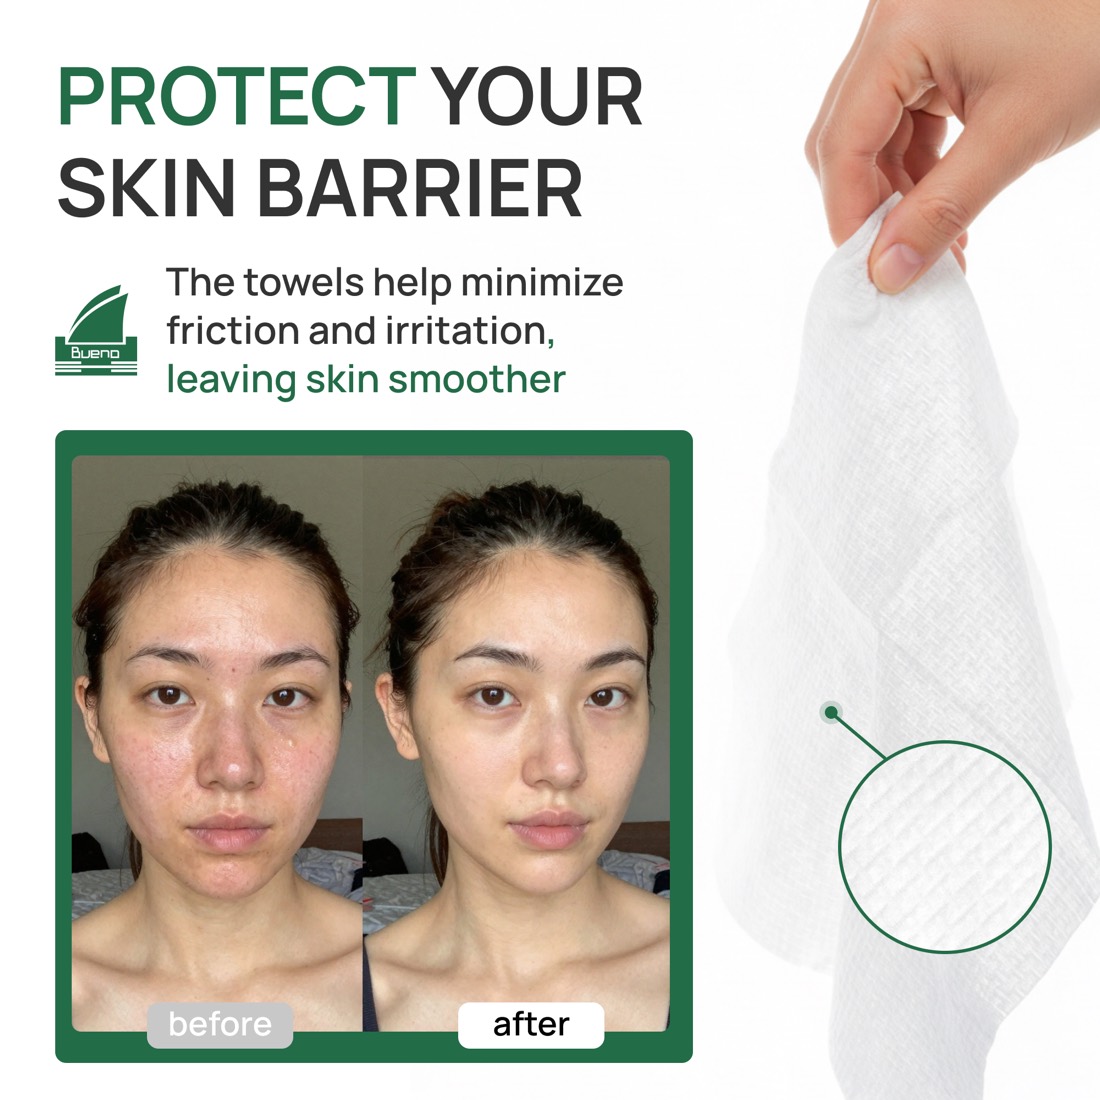 PROTECT YOUR
SKIN BARRIER
The towels help minimize
friction and irritation,
leaving skin smoother
Bueno
before
after